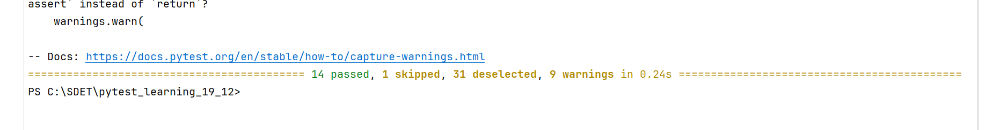 assert` instead of `return`?
warnings.warn(
-- Docs: https://docs.pytest.org/en/stable/how-to/capture-warnings.html
=========================================== 14 passed, 1 skipped, 31 deselected, 9 warnings in 0.24s ============================================
PS C:\SDET\pytest_learning_19_12>